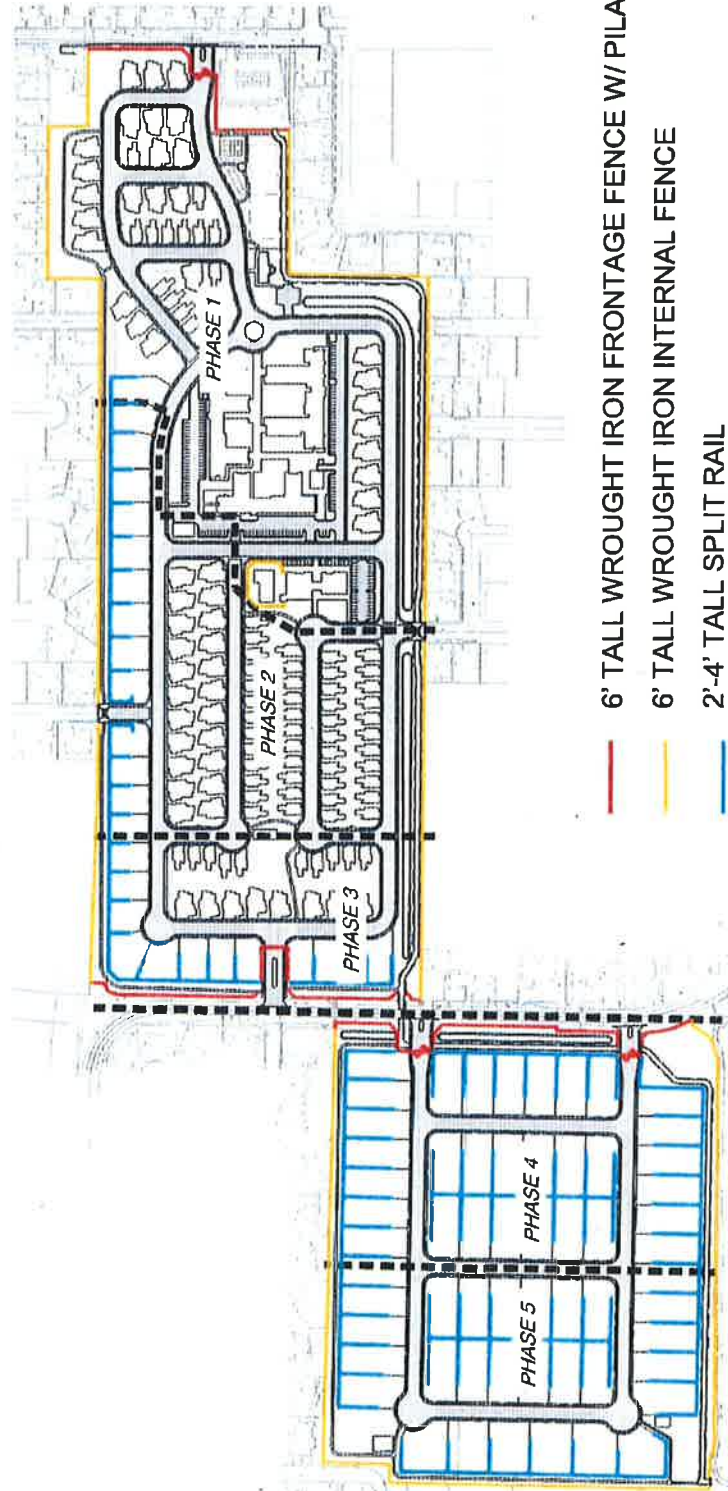 PHASE 1
PHASE 2
PHASE 3
PHASE 4
PHASE 5
6' TALL WROUGHT IRON FRONTAGE FENCE W/ PILA
6' TALL WROUGHT IRON INTERNAL FENCE
2'-4' TALL SPLIT RAIL